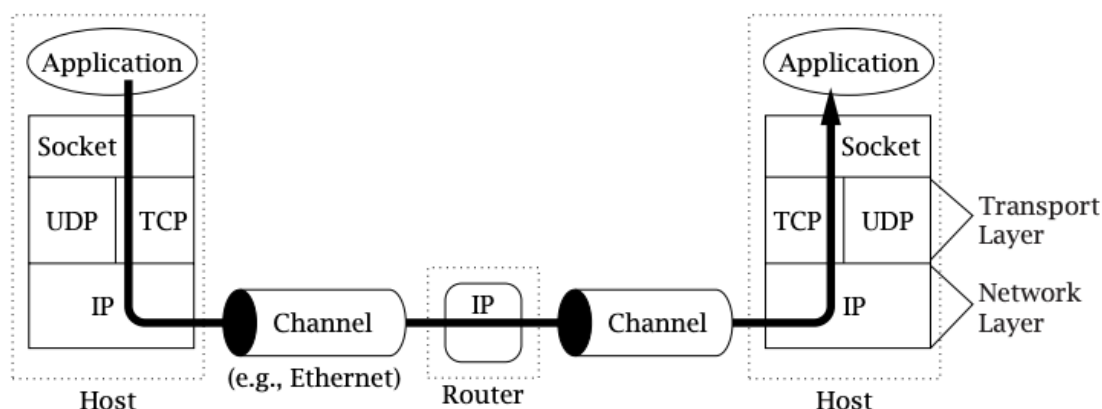 Application
Socket
UDP
TCP
IP
Host
Channel
(e.g., Ethernet)
IP
Router
Channel
Application
Socket
TCP
UDP
IP
Host
Transport
Layer
Network
Layer